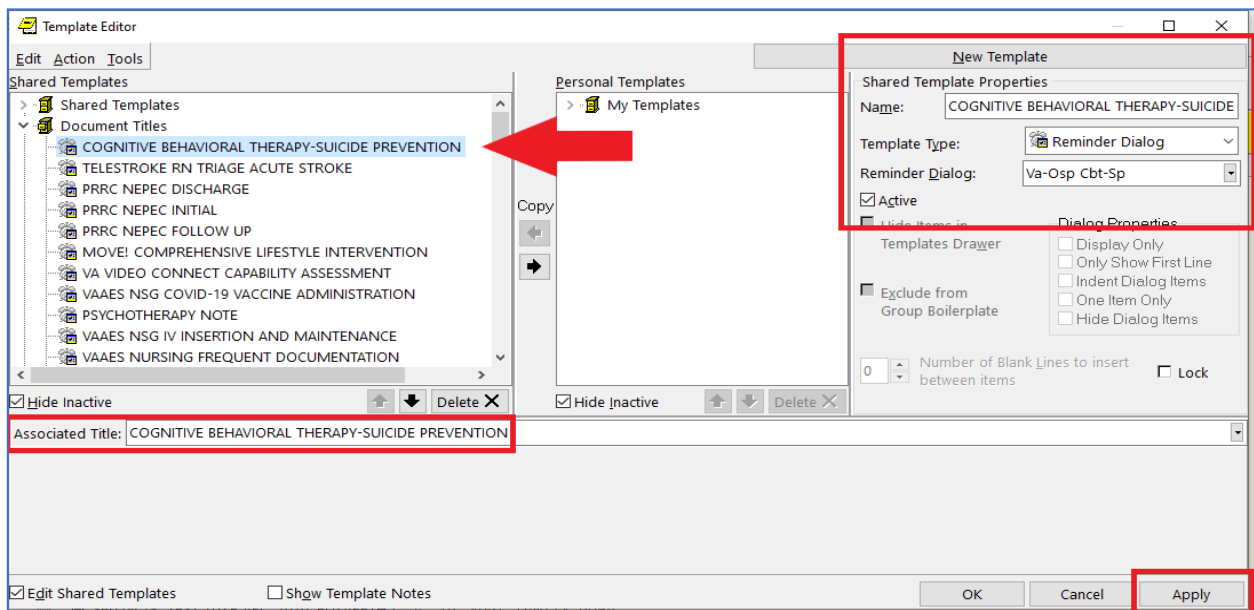 Template Editor
Edit Action Tools
New Template
Shared Templates
Shared Templates
Document Titles
COGNITIVE BEHAVIORAL THERAPY-SUICIDE PREVENTION
TELESTROKE RN TRIAGE ACUTE STROKE
PRRC NEPEC DISCHARGE
PRRC NEPEC INITIAL
PRRC NEPEC FOLLOW UP
MOVE! COMPREHENSIVE LIFESTYLE INTERVENTION
VA VIDEO CONNECT CAPABILITY ASSESSMENT
VAAES NSG COVID-19 VACCINE ADMINISTRATION
PSYCHOTHERAPY NOTE
VAAES NSG IV INSERTION AND MAINTENANCE
VAAES NURSING FREQUENT DOCUMENTATION
Hide Inactive
Delete
Copy
Personal Templates
My Templates
Hide Inactive
Delete
Shared Template Properties
Name: COGNITIVE BEHAVIORAL THERAPY-SUICIDE
Template Type: Reminder Dialog
Reminder Dialog: Va-Osp Cbt-Sp
Active
Hide Items in
Templates Drawer
Exclude from
Group Boilerplate
Dialog Properties
Display Only
Only Show First Line
Indent Dialog Items
One Item Only
Hide Dialog Items
0 Number of Blank Lines to insert
between items
Lock
Associated Title: COGNITIVE BEHAVIORAL THERAPY-SUICIDE PREVENTION
Edit Shared Templates Show Template Notes OK Cancel Apply